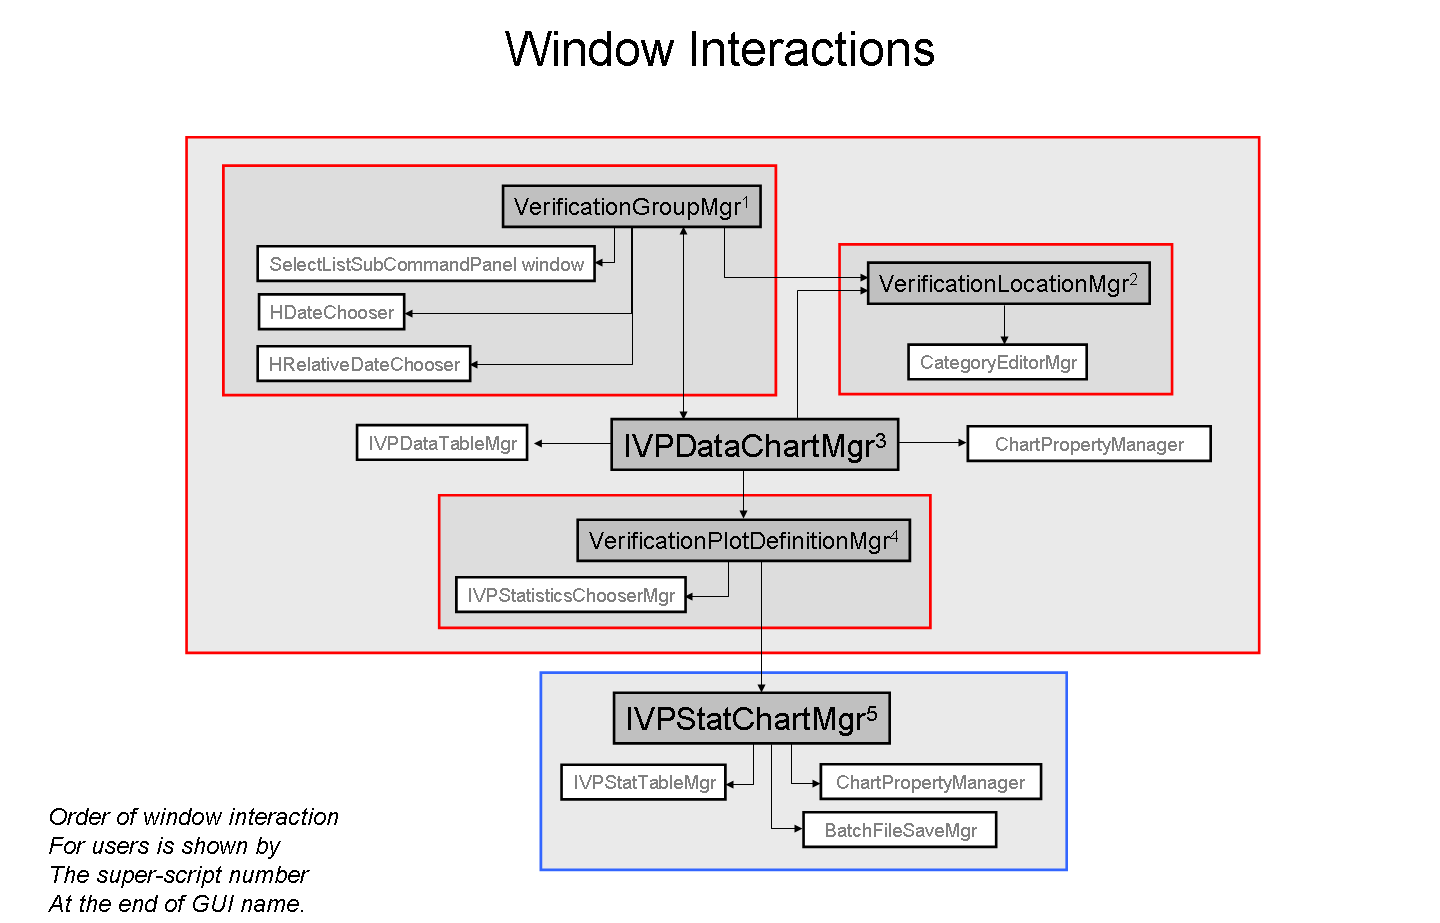 Window Interactions
VerificationGroupMgr1
SelectListSubCommandPanel window
HDateChooser
HRelativeDateChooser
VerificationLocationMgr2
CategoryEditorMgr
IVPDataTableMgr
IVPDataChartMgr3
ChartPropertyManager
VerificationPlotDefinitionMgr4
IVPStatisticsChooserMgr
IVPStatChartMgr5
IVPStatTableMgr
ChartPropertyManager
BatchFileSaveMgr
Order of window interaction
For users is shown by
The super-script number
At the end of GUI name.